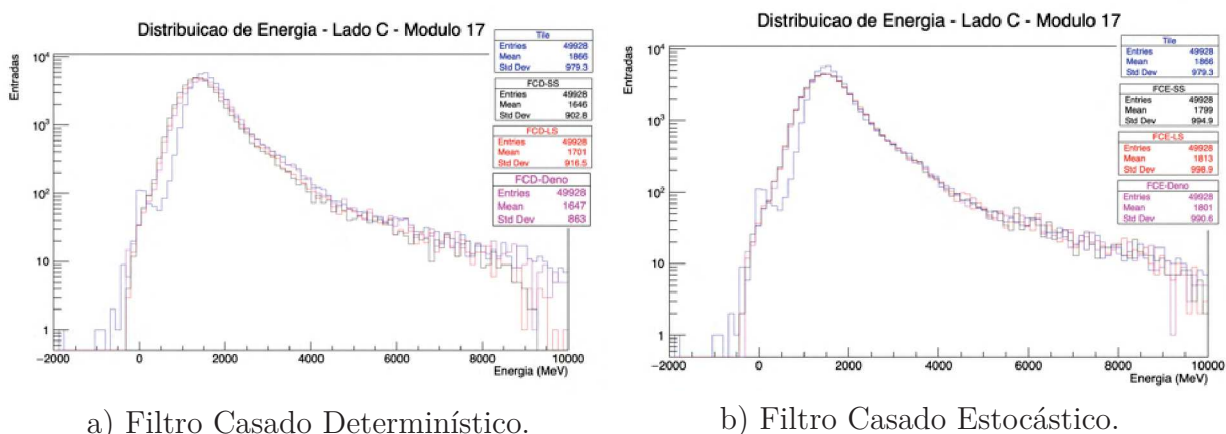 Distribuicao de Energia - Lado C - Modulo 17
Entradas
10⁴
10³
10²
10
1
−2000
0
2000
4000
6000
8000
10000
Energia (MeV)
Tile
Entries 49928
Mean 1866
Std Dev 979.3
FCD-SS
Entries 49928
Mean 1646
Std Dev 902.8
FCD-LS
Entries 49928
Mean 1701
Std Dev 916.5
FCD-Deno
Entries 49928
Mean 1647
Std Dev 863
a) Filtro Casado Determinístico.
Distribuicao de Energia - Lado C - Modulo 17
Entradas
10⁴
10³
10²
10
1
−2000
0
2000
4000
6000
8000
10000
Energia (MeV)
Tile
Entries 49928
Mean 1866
Std Dev 979.3
FCE-SS
Entries 49928
Mean 1799
Std Dev 994.9
FCE-LS
Entries 49928
Mean 1813
Std Dev 998.9
FCE-Deno
Entries 49928
Mean 1801
Std Dev 990.6
b) Filtro Casado Estocástico.